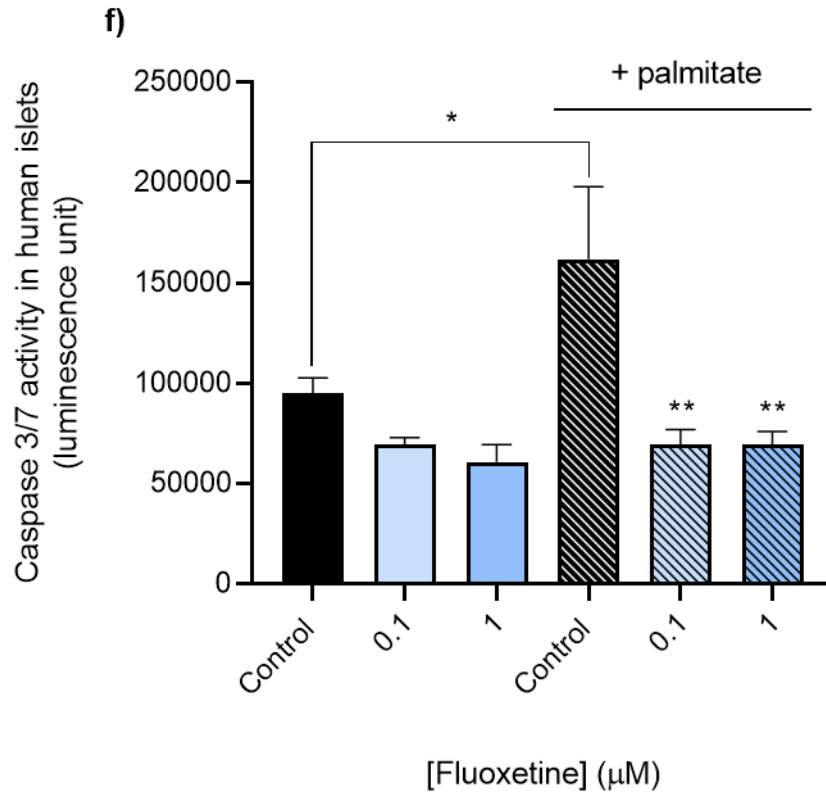 f)
Caspase 3/7 activity in human islets
(luminescence unit)
250000
200000
150000
100000
50000
0
+ palmitate
*
**
**
Control
0.1
1
Control
0.1
1
[Fluoxetine] (μM)